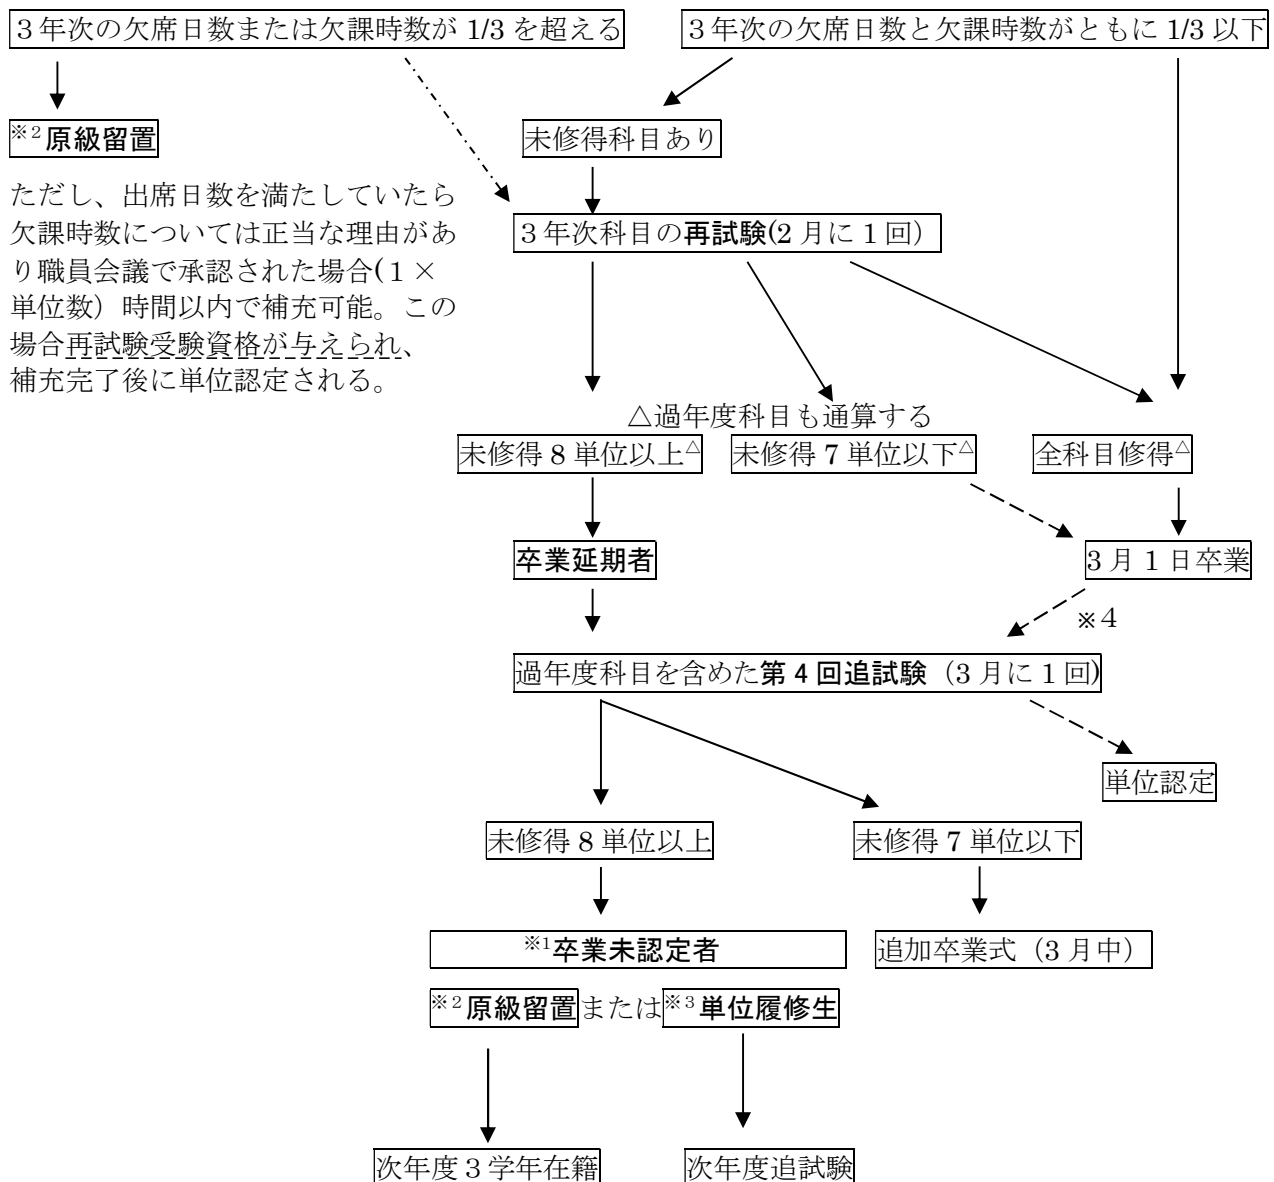 ３年次の欠席日数または欠課時数が 1/3 を超える
３年次の欠席日数と欠課時数がともに 1/3 以下
※２原級留置
未修得科目あり
ただし、出席日数を満たしていたら
欠課時数については正当な理由があ
り職員会議で承認された場合(１×
単位数）時間以内で補充可能。この
場合再試験受験資格が与えられ、
補充完了後に単位認定される。
３年次科目の再試験(2 月に 1 回）
△過年度科目も通算する
未修得 8 単位以上△
未修得 7 単位以下△
全科目修得△
卒業延期者
3 月 1 日卒業
※４
過年度科目を含めた第 4 回追試験（3 月に 1 回)
単位認定
未修得 8 単位以上
未修得 7 単位以下
※1卒業未認定者
追加卒業式（3 月中）
※２原級留置または※３単位履修生
次年度３学年在籍
次年度追試験